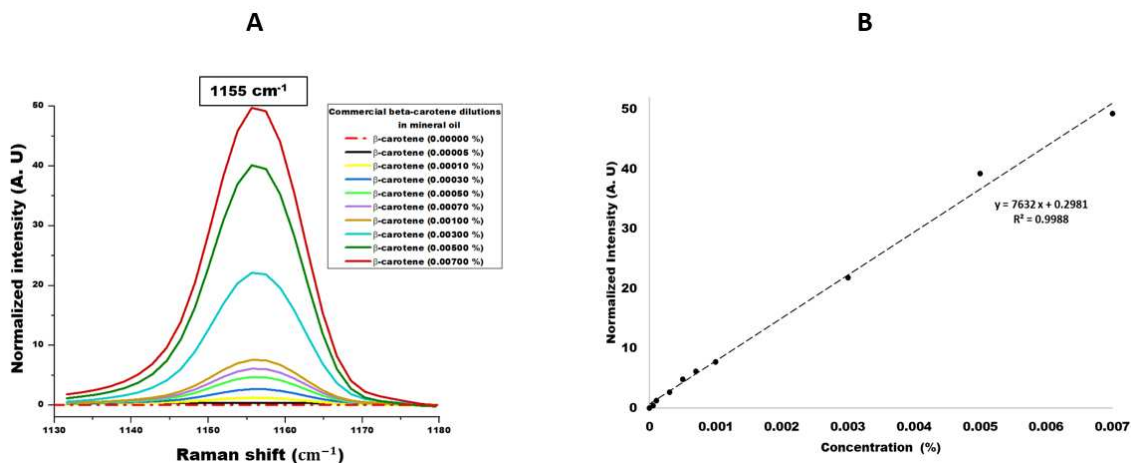 A
B
1155 cm⁻¹
Commercial beta-carotene dilutions
in mineral oil
β-carotene (0.00000 %)
β-carotene (0.00005 %)
β-carotene (0.00010 %)
β-carotene (0.00030 %)
β-carotene (0.00050 %)
β-carotene (0.00070 %)
β-carotene (0.00100 %)
β-carotene (0.00300 %)
β-carotene (0.00500 %)
β-carotene (0.00700 %)
Normalized intensity (A. U)
50
40
30
20
10
0
1130 1140 1150 1160 1170 1180
Raman shift (cm⁻¹)
Normalized Intensity (A. U)
50
40
30
20
10
0
y = 7632 x + 0.2981
R² = 0.9988
0 0.001 0.002 0.003 0.004 0.005 0.006 0.007
Concentration (%)